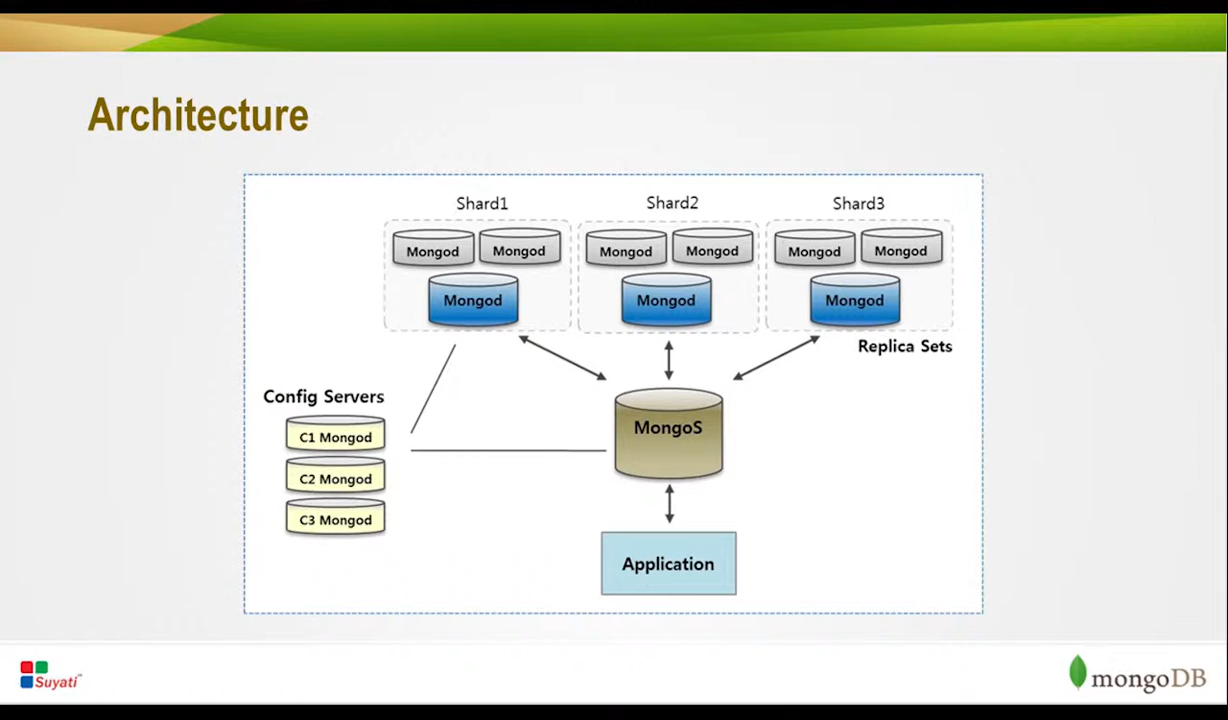 Architecture
Shard1
Shard2
Shard3
Mongod
Mongod
Mongod
Mongod
Mongod
Mongod
Mongod
Mongod
Mongod
Replica Sets
Config Servers
C1 Mongod
C2 Mongod
C3 Mongod
MongoS
Application
Suyati
mongoDB